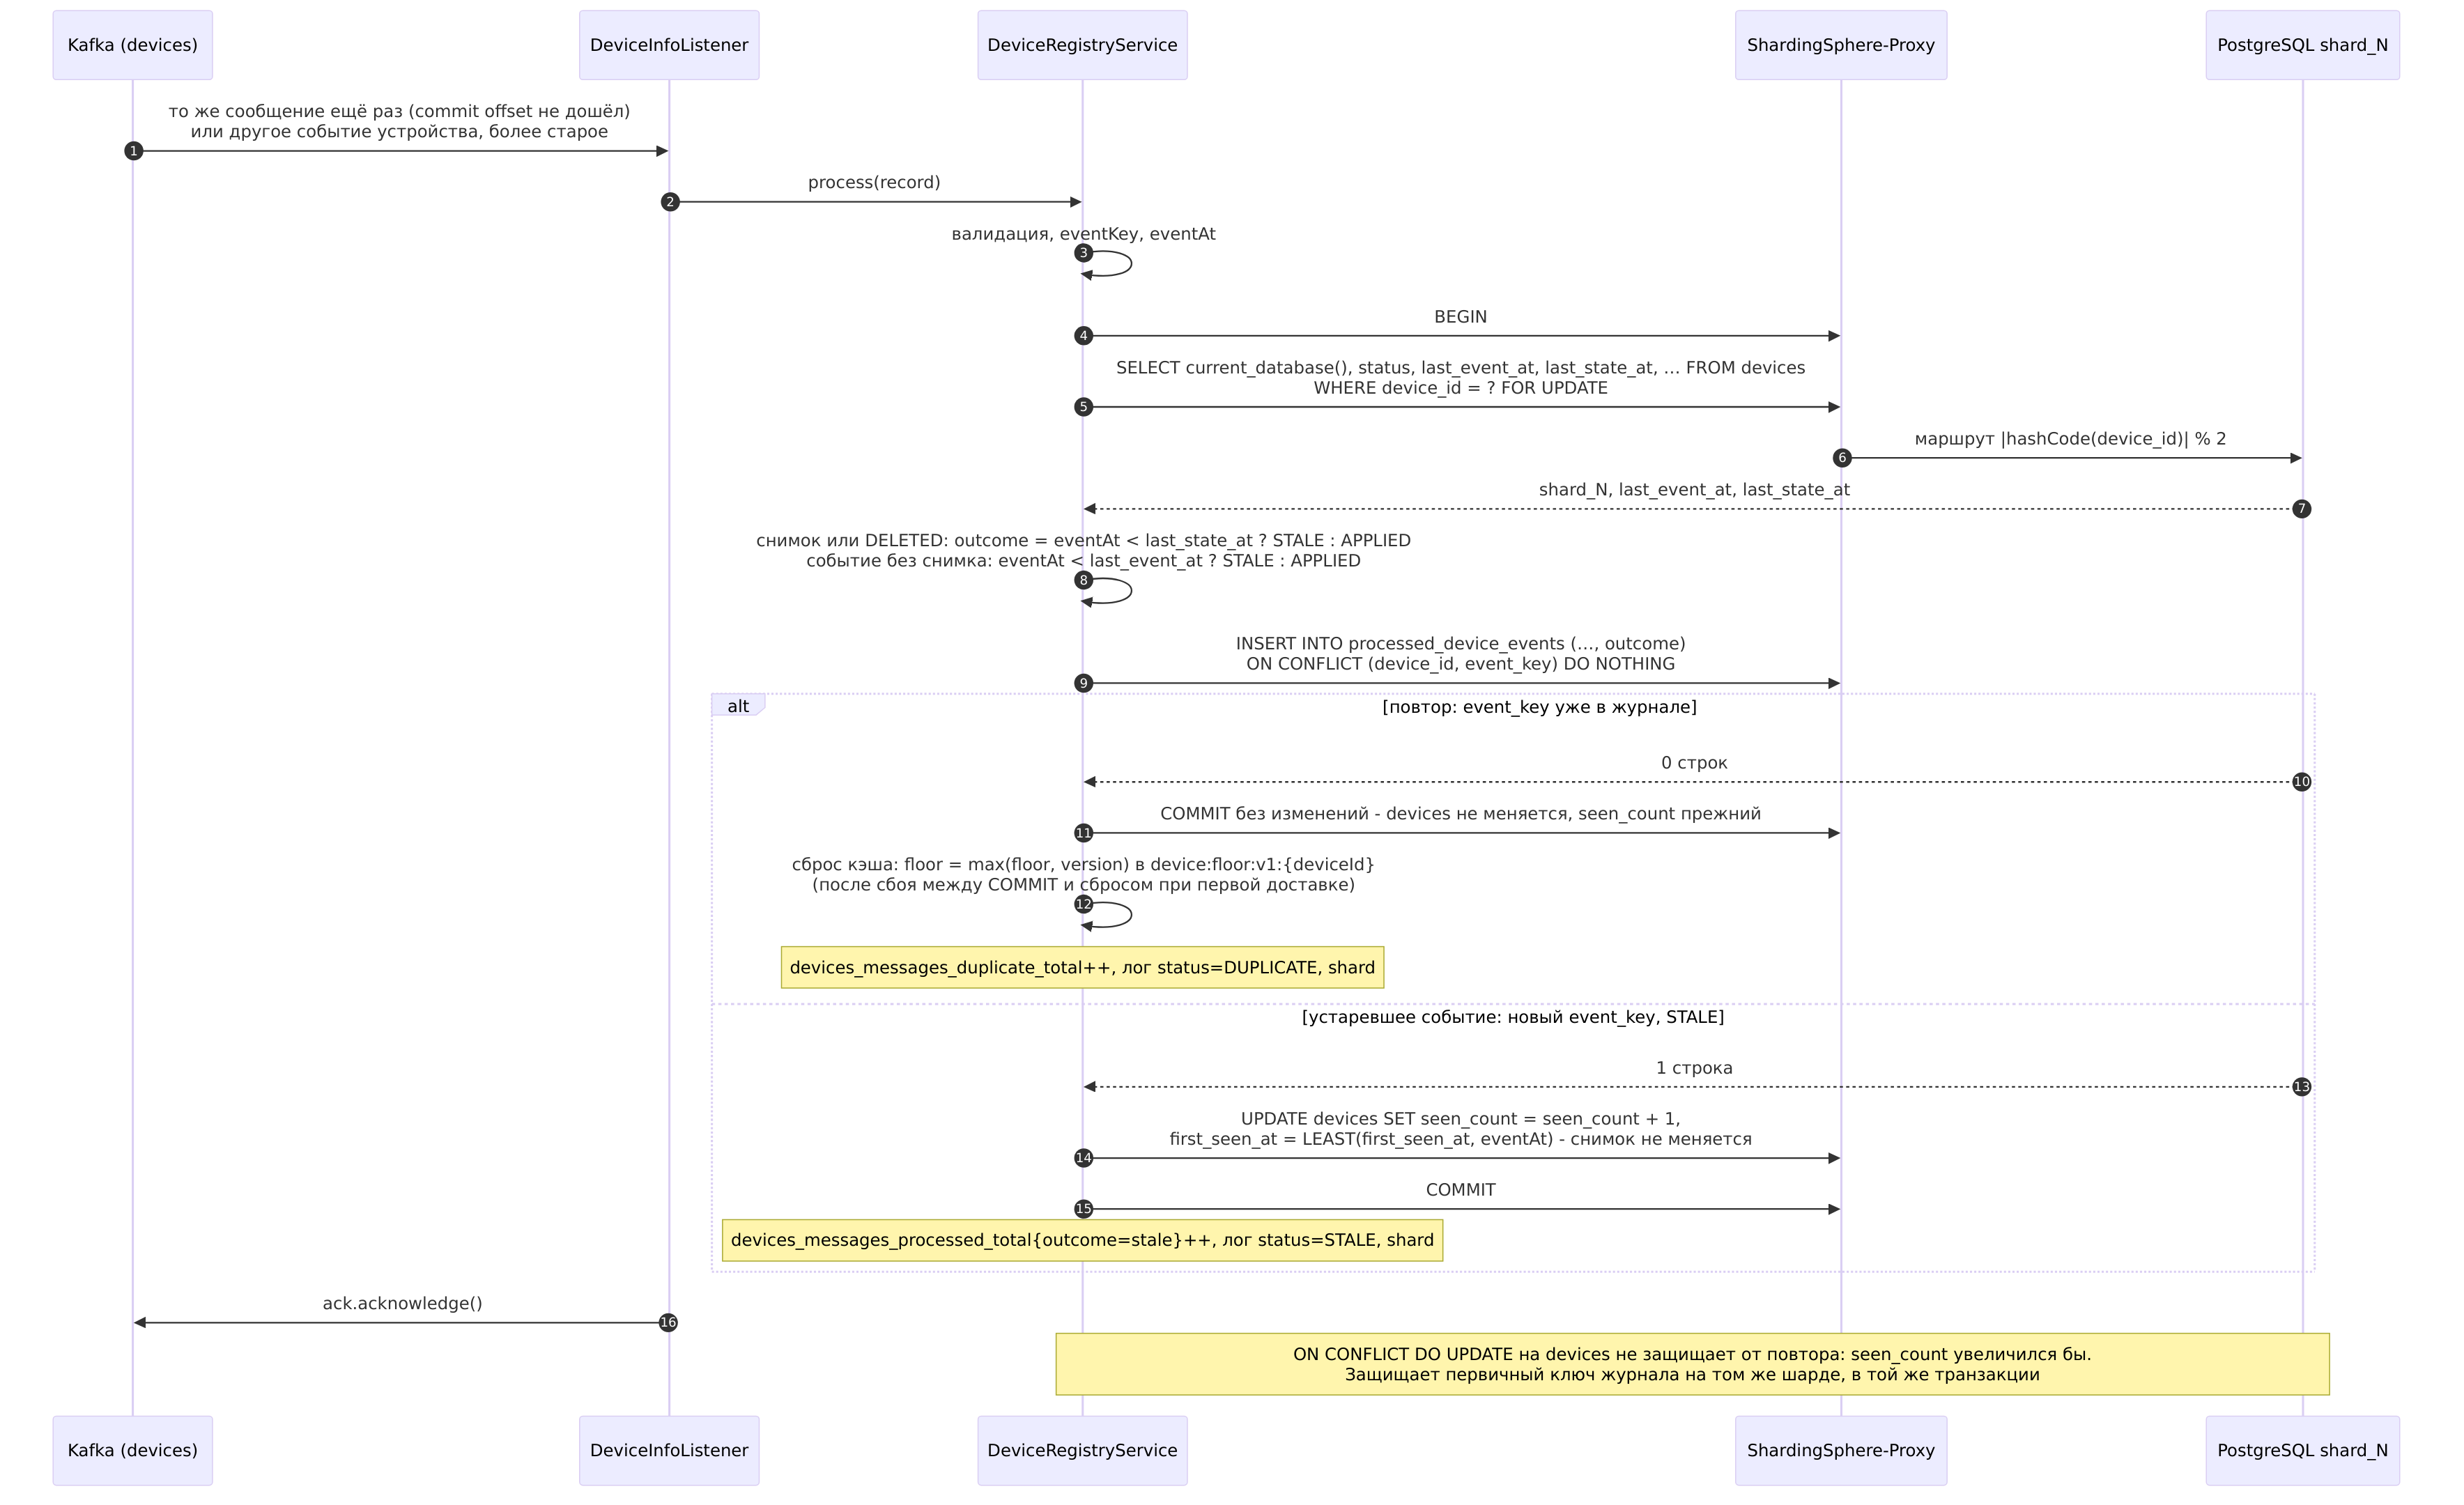 Kafka (devices)
DeviceInfoListener
DeviceRegistryService
ShardingSphere-Proxy
PostgreSQL shard_N
то же сообщение ещё раз (commit offset не дошёл)
или другое событие устройства, более старое
1
process(record)
2
валидация, eventKey, eventAt
3
BEGIN
4
SELECT current_database(), status, last_event_at, last_state_at, … FROM devices
WHERE device_id = ? FOR UPDATE
5
маршрут |hashCode(device_id)| % 2
6
shard_N, last_event_at, last_state_at
7
снимок или DELETED: outcome = eventAt < last_state_at ? STALE : APPLIED
событие без снимка: eventAt < last_event_at ? STALE : APPLIED
8
INSERT INTO processed_device_events (…, outcome)
ON CONFLICT (device_id, event_key) DO NOTHING
9
alt
[повтор: event_key уже в журнале]
0 строк
10
COMMIT без изменений - devices не меняется, seen_count прежний
11
сброс кэша: floor = max(floor, version) в device:floor:v1:{deviceId}
(после сбоя между COMMIT и сбросом при первой доставке)
12
devices_messages_duplicate_total++, лог status=DUPLICATE, shard
[устаревшее событие: новый event_key, STALE]
1 строка
13
UPDATE devices SET seen_count = seen_count + 1,
first_seen_at = LEAST(first_seen_at, eventAt) - снимок не меняется
14
COMMIT
15
devices_messages_processed_total{outcome=stale}++, лог status=STALE, shard
ack.acknowledge()
16
ON CONFLICT DO UPDATE на devices не защищает от повтора: seen_count увеличился бы.
Защищает первичный ключ журнала на том же шарде, в той же транзакции
Kafka (devices)
DeviceInfoListener
DeviceRegistryService
ShardingSphere-Proxy
PostgreSQL shard_N